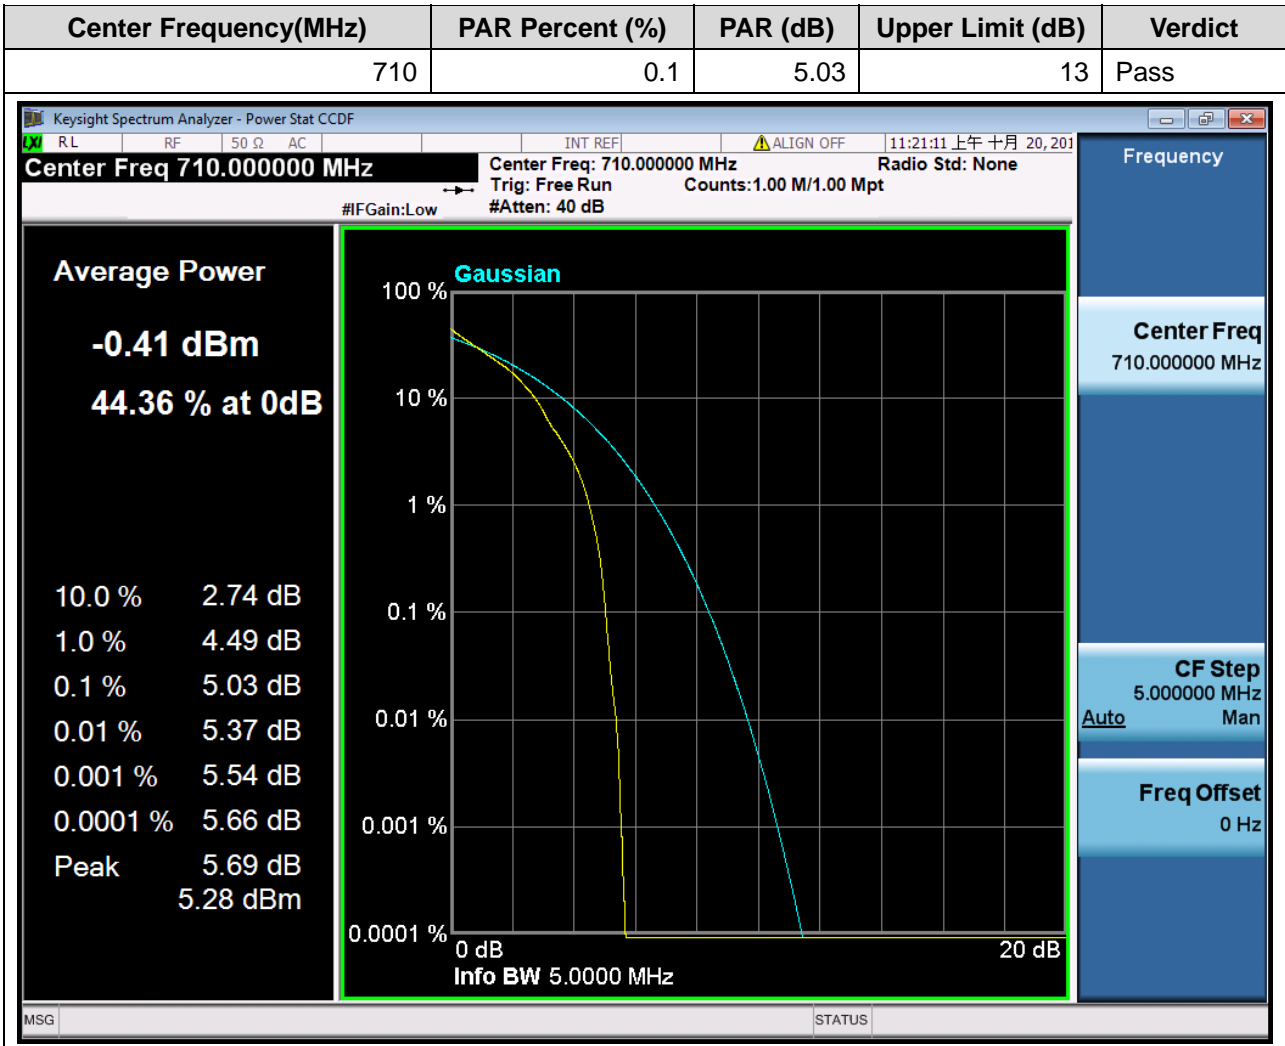 Center Frequency(MHz) PAR Percent (%) PAR (dB) Upper Limit (dB) Verdict
710 0.1 5.03 13 Pass
Keysight Spectrum Analyzer - Power Stat CCDF
LXI RL RF 50 Ω AC INT REF ALIGN OFF 11:21:11 上午 十月 20, 201
Center Freq 710.000000 MHz
Center Freq: 710.000000 MHz Radio Std: None
Trig: Free Run Counts:1.00 M/1.00 Mpt
#IFGain:Low #Atten: 40 dB
Average Power
-0.41 dBm
44.36 % at 0dB
10.0 % 2.74 dB
1.0 % 4.49 dB
0.1 % 5.03 dB
0.01 % 5.37 dB
0.001 % 5.54 dB
0.0001 % 5.66 dB
Peak 5.69 dB
5.28 dBm
Gaussian
100 %
10 %
1 %
0.1 %
0.01 %
0.001 %
0.0001 %
0 dB 20 dB
Info BW 5.0000 MHz
Frequency
Center Freq
710.000000 MHz
CF Step
5.000000 MHz
Auto Man
Freq Offset
0 Hz
MSG STATUS